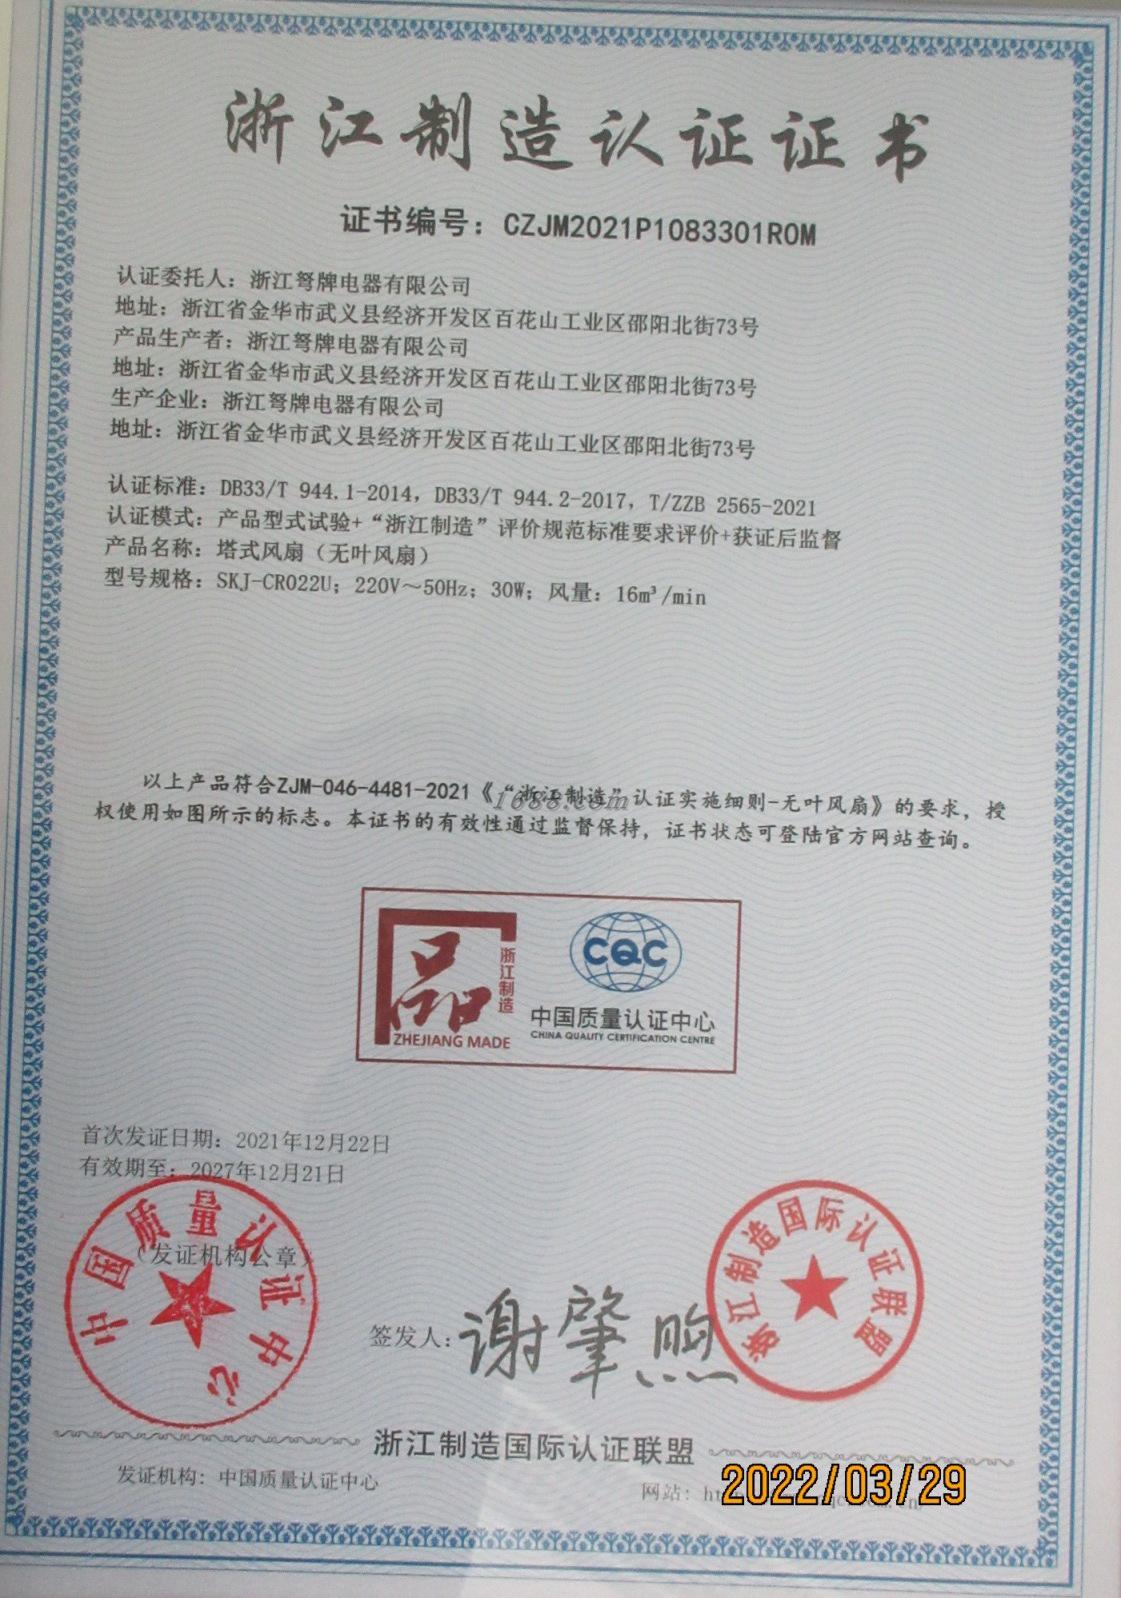 浙江制造认证证书
证书编号：CZJM2021P1083301R0M
认证委托人：浙江弩牌电器有限公司
地址：浙江省金华市武义县经济开发区百花山工业区邵阳北街73号
产品生产者：浙江弩牌电器有限公司
地址：浙江省金华市武义县经济开发区百花山工业区邵阳北街73号
生产企业：浙江弩牌电器有限公司
地址：浙江省金华市武义县经济开发区百花山工业区邵阳北街73号
认证标准：DB33/T 944.1-2014，DB33/T 944.2-2017，T/ZZB 2565-2021
认证模式：产品型式试验+“浙江制造”评价规范标准要求评价+获证后监督
产品名称：塔式风扇（无叶风扇）
型号规格：SKJ-CR022U；220V～50Hz；30W；风量：16m³/min
以上产品符合ZJM-046-4481-2021《“浙江制造”认证实施细则-无叶风扇》的要求，授
权使用如图所示的标志。本证书的有效性通过监督保持，证书状态可登陆官方网站查询。
1688.com
品
浙江制造
ZHEJIANG MADE
CQC
中国质量认证中心
CHINA QUALITY CERTIFICATION CENTRE
首次发证日期：2021年12月22日
有效期至：2027年12月21日
（发证机构公章）
中国质量认证中心
签发人：谢肇煦
浙江制造国际认证联盟
浙江制造国际认证联盟
发证机构：中国质量认证中心
网站：
2022/03/29